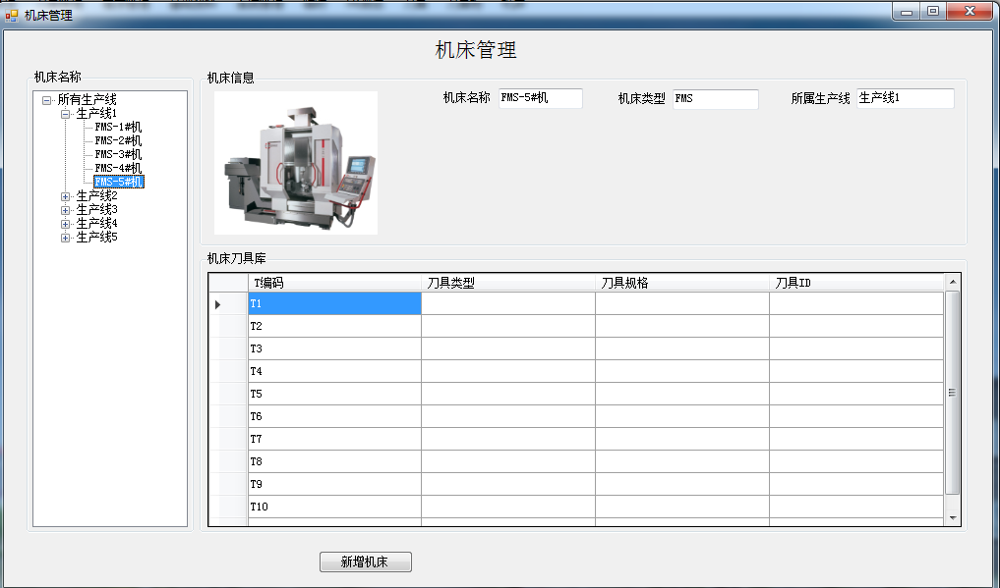 机床管理
机床管理
机床名称
所有生产线
生产线1
FMS-1#机
FMS-2#机
FMS-3#机
FMS-4#机
FMS-5#机
生产线2
生产线3
生产线4
生产线5
机床信息
机床名称 FMS-5#机 机床类型 FMS 所属生产线 生产线1
机床刀具库
T编码 刀具类型 刀具规格 刀具ID
T1
T2
T3
T4
T5
T6
T7
T8
T9
T10
新增机床